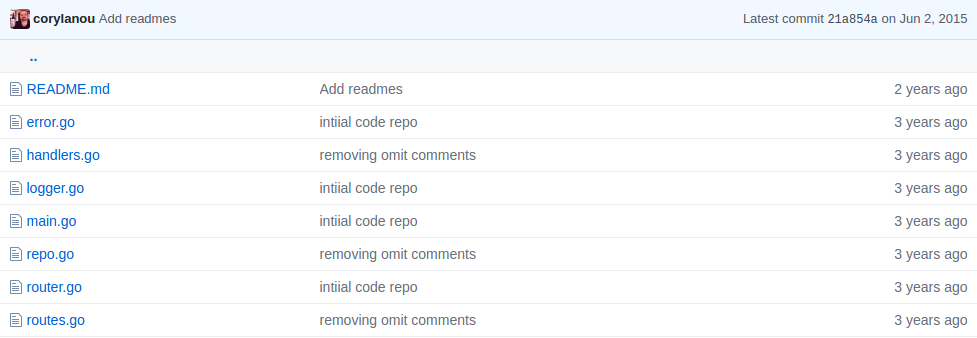 corylanou Add readmes Latest commit 21a854a on Jun 2, 2015
..
README.md Add readmes 2 years ago
error.go intiial code repo 3 years ago
handlers.go removing omit comments 3 years ago
logger.go intiial code repo 3 years ago
main.go intiial code repo 3 years ago
repo.go removing omit comments 3 years ago
router.go intiial code repo 3 years ago
routes.go removing omit comments 3 years ago